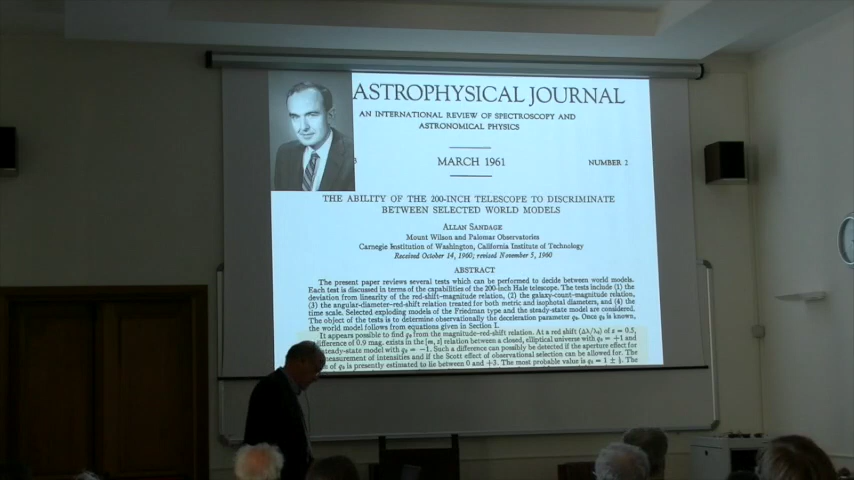 ASTROPHYSICAL JOURNAL
AN INTERNATIONAL REVIEW OF SPECTROSCOPY AND
ASTRONOMICAL PHYSICS
MARCH 1961 NUMBER 2
THE ABILITY OF THE 200-INCH TELESCOPE TO DISCRIMINATE
BETWEEN SELECTED WORLD MODELS
ALLAN SANDAGE
Mount Wilson and Palomar Observatories
Carnegie Institution of Washington, California Institute of Technology
Received October 14, 1960; revised November 5, 1960
ABSTRACT
The present paper reviews several tests which can be performed to decide between world models.
Each test is discussed in terms of the capabilities of the 200-inch Hale telescope. The tests include (1) the
deviation from linearity of the red-shift-magnitude relation, (2) the galaxy-count-magnitude relation,
(3) the angular-diameter-red-shift relation treated for both metric and isophotal diameters, and (4) the
time scale. Selected exploding models of the Friedman type and the steady-state model are considered.
The object of the tests is to determine observationally the deceleration parameter q₀. Once q₀ is known,
the world model follows from equations given in Section I.
It appears possible to find q₀ from the magnitude-red-shift relation. At a red shift (Δλ/λ₀) of z = 0.5,
difference of 0.9 mag. exists in the [m, z] relation between a closed, elliptical universe with q₀ = +1 and
steady-state model with q₀ = −1. Such a difference can possibly be detected if the aperture effect for
measurement of intensities and if the Scott effect of observational selection can be allowed for. The
of q₀ is presently estimated to lie between 0 and +3. The most probable value is q₀ = 1 ± ½. The